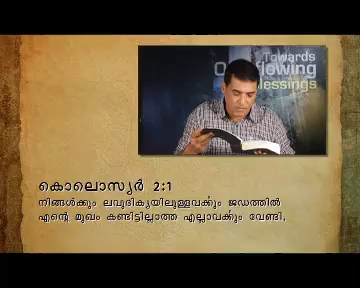 Towards
Overflowing
Blessings
കൊലൊസ്യർ 2:1
നിങ്ങൾക്കും ലവുദിക്യയിലുള്ളവർക്കും ജഡത്തിൽ
എന്റെ മുഖം കണ്ടിട്ടില്ലാത്ത എല്ലാവർക്കും വേണ്ടി,